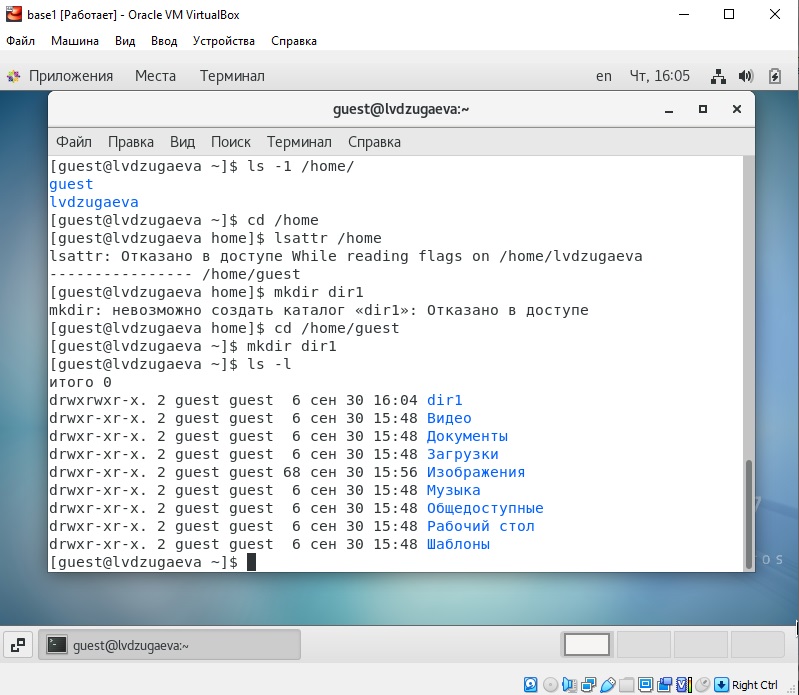 base1 [Работает] - Oracle VM VirtualBox
Файл Машина Вид Ввод Устройства Справка
Приложения Места Терминал en Чт, 16:05
guest@lvdzugaeva:~
Файл Правка Вид Поиск Терминал Справка
[guest@lvdzugaeva ~]$ ls -1 /home/
guest
lvdzugaeva
[guest@lvdzugaeva ~]$ cd /home
[guest@lvdzugaeva home]$ lsattr /home
lsattr: Отказано в доступе While reading flags on /home/lvdzugaeva
---------------- /home/guest
[guest@lvdzugaeva home]$ mkdir dir1
mkdir: невозможно создать каталог «dir1»: Отказано в доступе
[guest@lvdzugaeva home]$ cd /home/guest
[guest@lvdzugaeva ~]$ mkdir dir1
[guest@lvdzugaeva ~]$ ls -l
итого 0
drwxrwxr-x. 2 guest guest  6 сен 30 16:04 dir1
drwxr-xr-x. 2 guest guest  6 сен 30 15:48 Видео
drwxr-xr-x. 2 guest guest  6 сен 30 15:48 Документы
drwxr-xr-x. 2 guest guest  6 сен 30 15:48 Загрузки
drwxr-xr-x. 2 guest guest 68 сен 30 15:56 Изображения
drwxr-xr-x. 2 guest guest  6 сен 30 15:48 Музыка
drwxr-xr-x. 2 guest guest  6 сен 30 15:48 Общедоступные
drwxr-xr-x. 2 guest guest  6 сен 30 15:48 Рабочий стол
drwxr-xr-x. 2 guest guest  6 сен 30 15:48 Шаблоны
[guest@lvdzugaeva ~]$
guest@lvdzugaeva:~
Right Ctrl